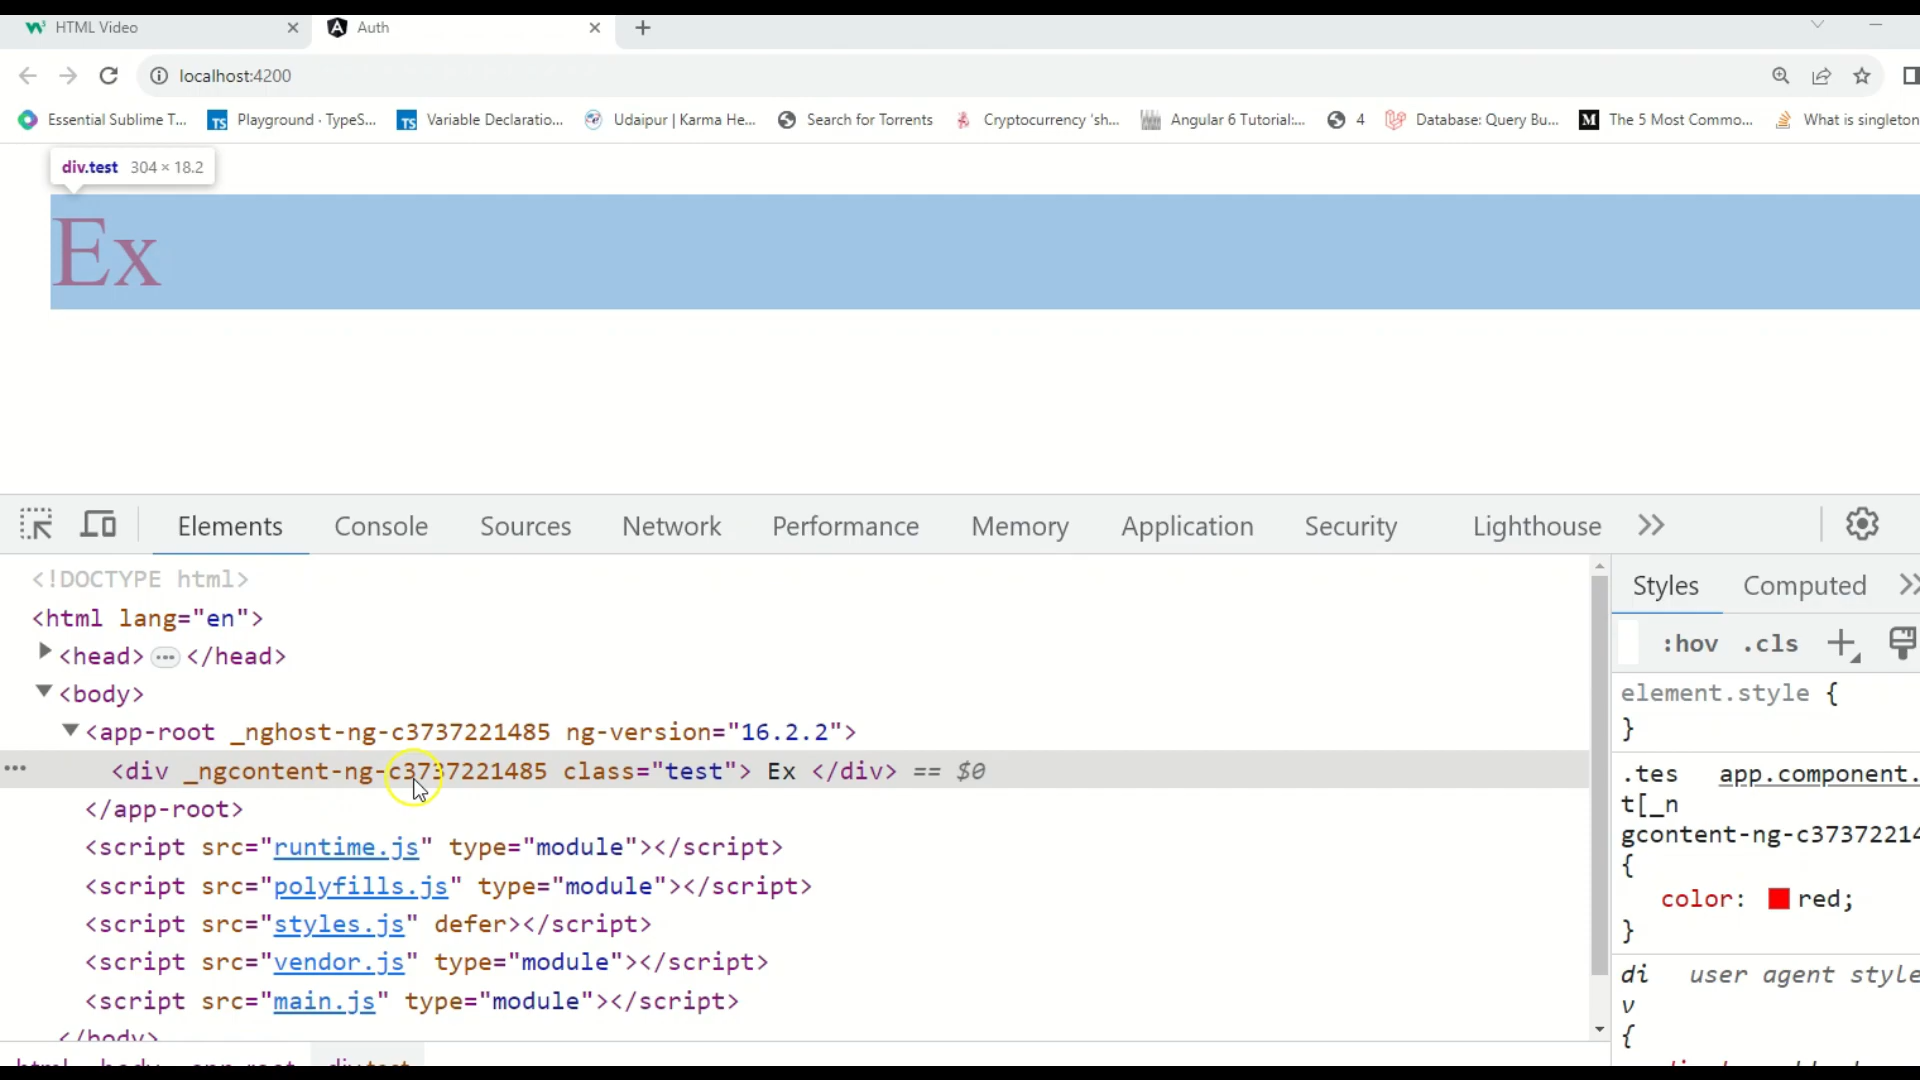 HTML Video
Auth
localhost:4200
Essential Sublime T...
Playground · TypeS...
Variable Declaratio...
Udaipur | Karma He...
Search for Torrents
Cryptocurrency 'sh...
Angular 6 Tutorial:...
4
Database: Query Bu...
The 5 Most Commo...
What is singleton
div.test 304 × 18.2
Ex
Elements Console Sources Network Performance Memory Application Security Lighthouse
<!DOCTYPE html>
<html lang="en">
<head> ... </head>
<body>
<app-root _nghost-ng-c3737221485 ng-version="16.2.2">
<div _ngcontent-ng-c3737221485 class="test"> Ex </div> == $0
</app-root>
<script src="runtime.js" type="module"></script>
<script src="polyfills.js" type="module"></script>
<script src="styles.js" defer></script>
<script src="vendor.js" type="module"></script>
<script src="main.js" type="module"></script>
</body>
html body app-root div.test
Styles Computed
:hov .cls
element.style {
}
.tes app.component.
t[_n
gcontent-ng-c37372214
{
color: red;
}
di user agent style
v
{